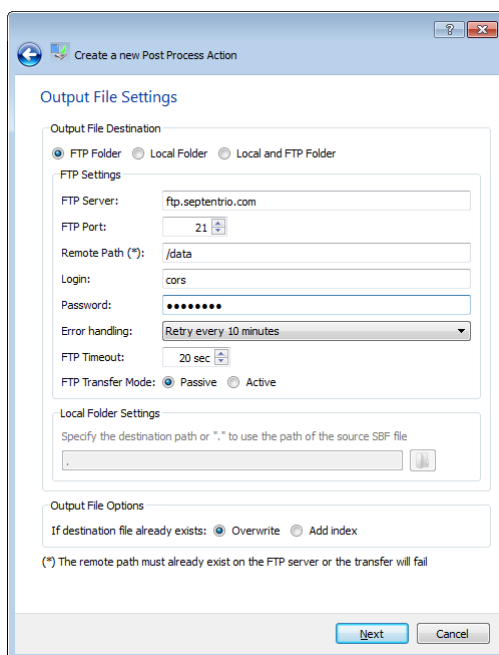 Create a new Post Process Action
Output File Settings
Output File Destination
FTP Folder Local Folder Local and FTP Folder
FTP Settings
FTP Server: ftp.septentrio.com
FTP Port: 21
Remote Path (*): /data
Login: cors
Password: ●●●●●●●●
Error handling: Retry every 10 minutes
FTP Timeout: 20 sec
FTP Transfer Mode: Passive Active
Local Folder Settings
Specify the destination path or "." to use the path of the source SBF file
.
Output File Options
If destination file already exists: Overwrite Add index
(*) The remote path must already exist on the FTP server or the transfer will fail
Next Cancel